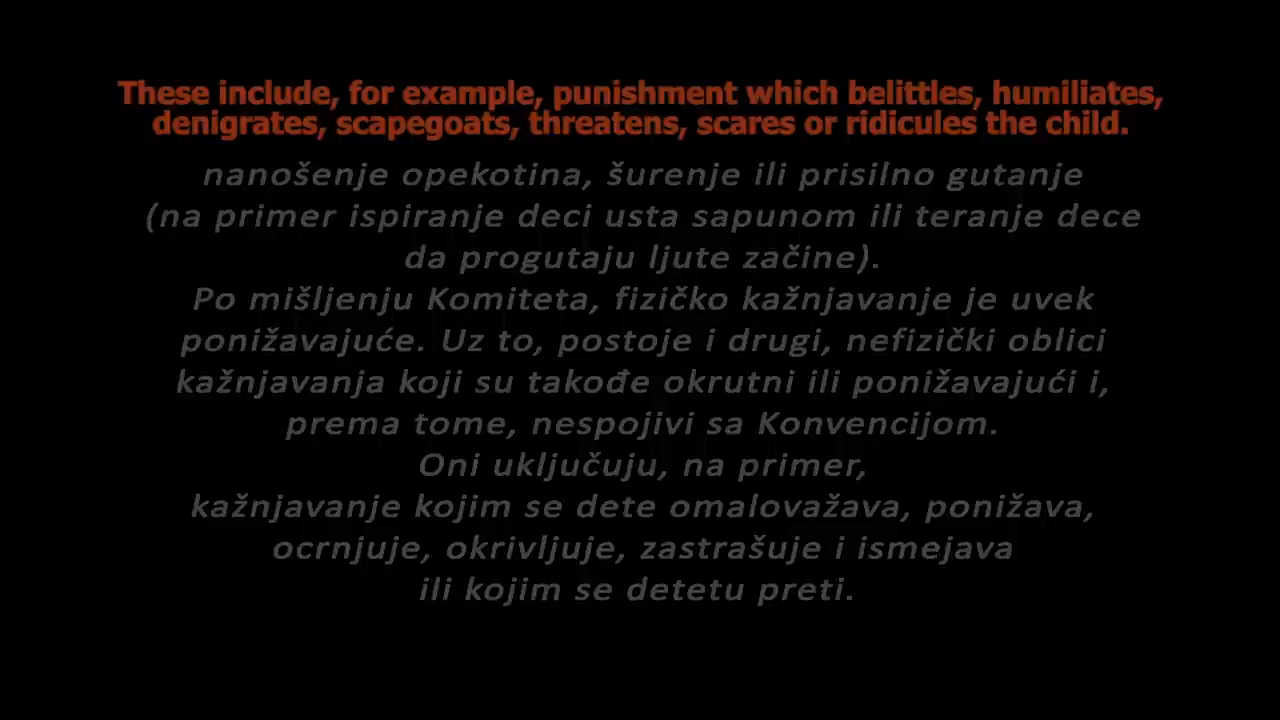 These include, for example, punishment which belittles, humiliates,
denigrates, scapegoats, threatens, scares or ridicules the child.
nanošenje opekotina, šurenje ili prisilno gutanje
(na primer ispiranje deci usta sapunom ili teranje dece
da progutaju ljute začine).
Po mišljenju Komiteta, fizičko kažnjavanje je uvek
ponižavajuće. Uz to, postoje i drugi, nefizički oblici
kažnjavanja koji su takođe okrutni ili ponižavajući i,
prema tome, nespojivi sa Konvencijom.
Oni uključuju, na primer,
kažnjavanje kojim se dete omalovažava, ponižava,
ocrnjuje, okrivljuje, zastrašuje i ismejava
ili kojim se detetu preti.